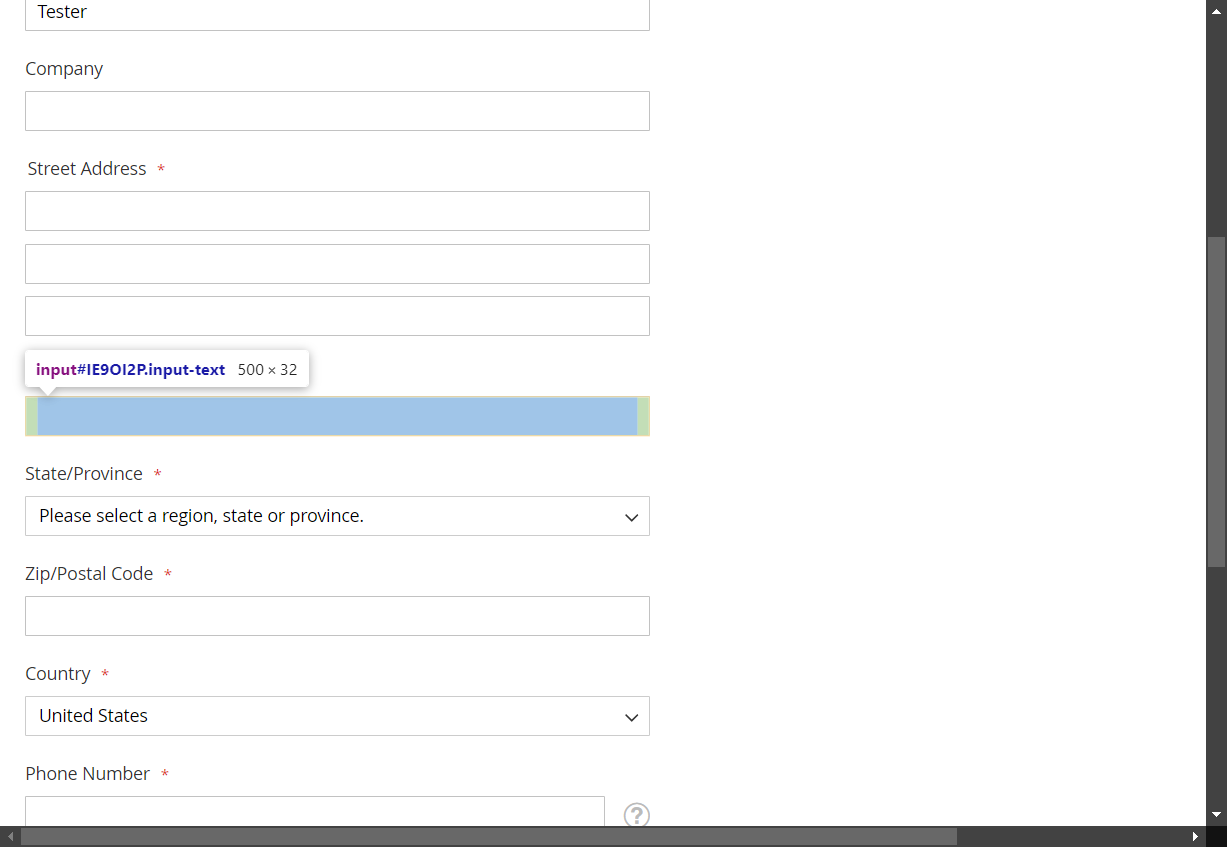 Tester
Company
Street Address *
input#IE9OI2P.input-text 500 × 32
State/Province *
Please select a region, state or province.
Zip/Postal Code *
Country *
United States
Phone Number *
?